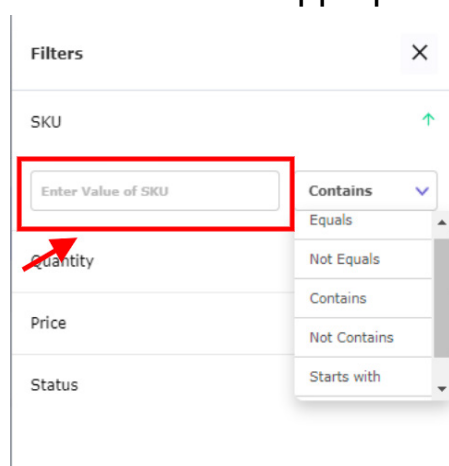 Filters
SKU
Enter Value of SKU Contains
Equals
Quantity Not Equals
Contains
Price Not Contains
Starts with
Status